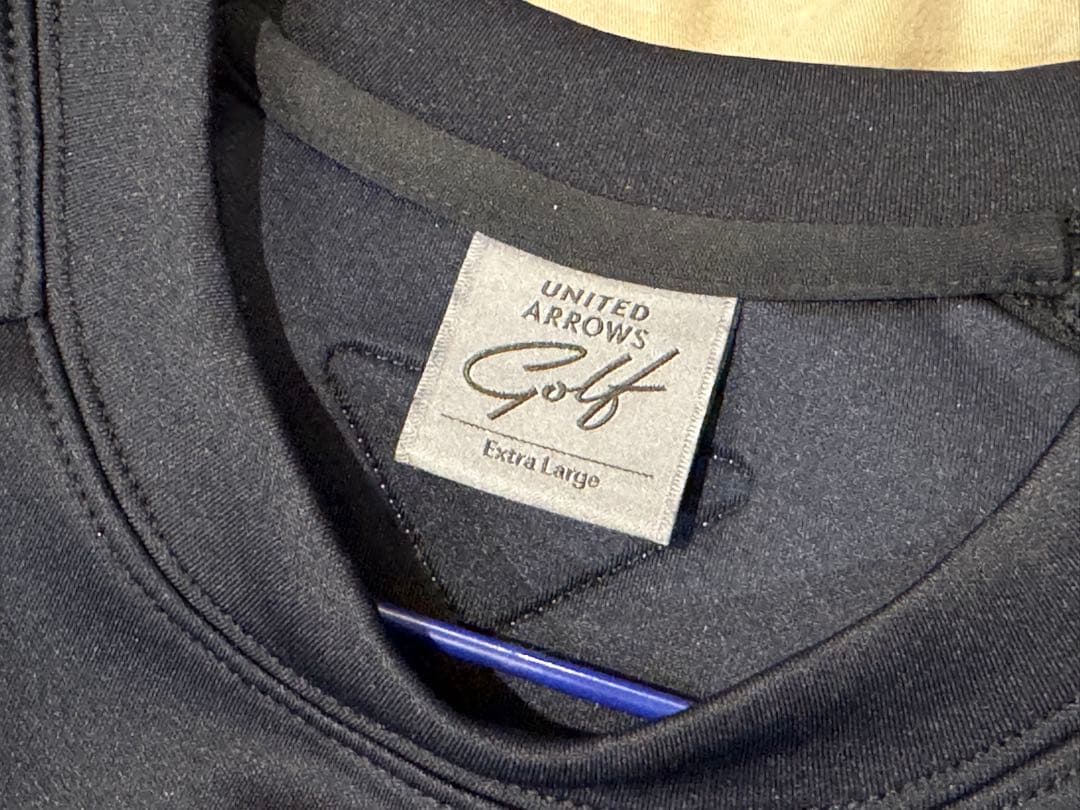 UNITED
ARROWS
Golf
Extra Large